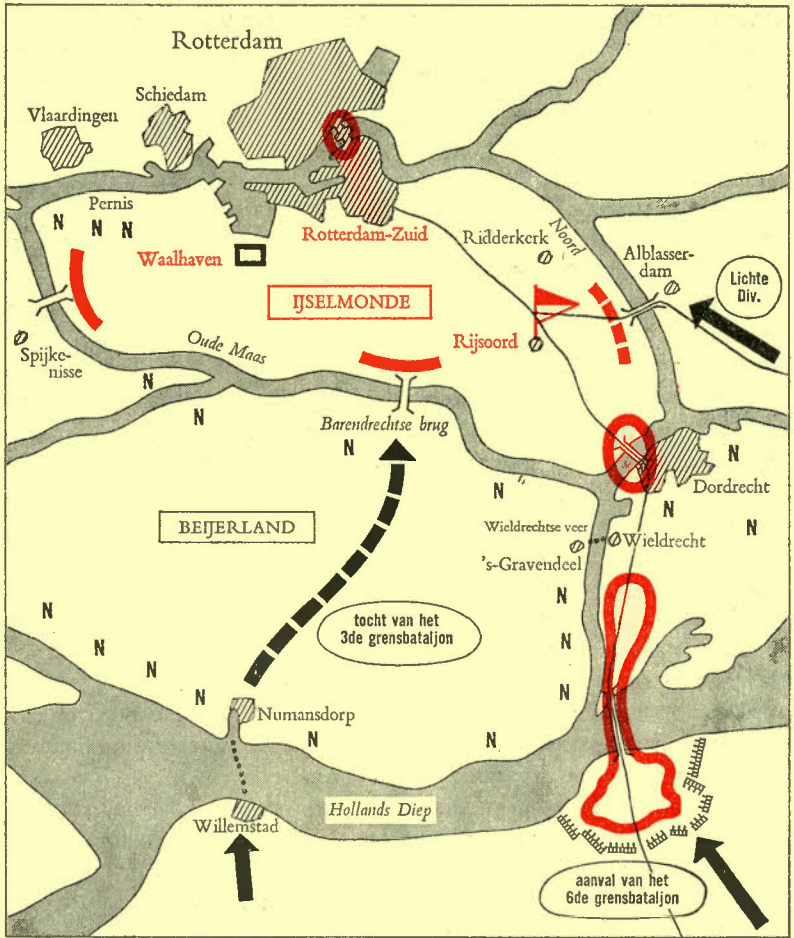 Rotterdam
Schiedam
Vlaardingen
Pernis
N
N
N
Rotterdam-Zuid
Waalhaven
Ridderkerk
Noord
Alblasser-
dam
Lichte
Div.
IJSELMONDE
Rijsoord
Spijke-
nisse
Oude Maas
N
N
Barendrechtse brug
N
N
N
Dordrecht
N
N
BEIJERLAND
Wieldrechtse veer
Wieldrecht
's-Gravendeel
N
N
N
N
N
N
N
tocht van het
3de grensbataljon
Numansdorp
N
N
Hollands Diep
Willemstad
aanval van het
6de grensbataljon